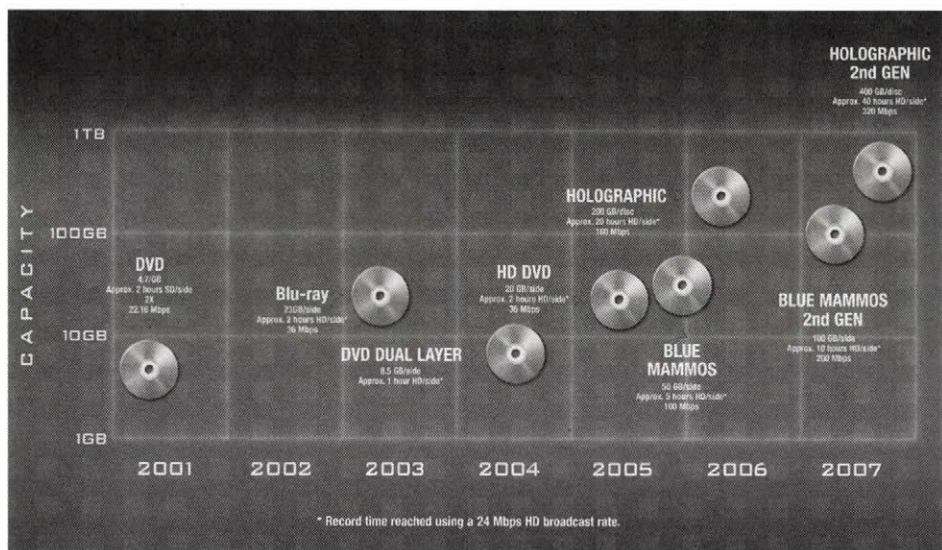 HOLOGRAPHIC
2nd GEN
400 GB/disc
Approx. 40 hours HD/side*
320 Mbps
1TB
HOLOGRAPHIC
200 GB/disc
Approx. 20 hours HD/side*
160 Mbps
CAPACITY
100GB
DVD
4.7/GB
Approx. 2 hours SD/side
2X
22.16 Mbps
Blu-ray
23GB/side
Approx. 2 hours HD/side*
36 Mbps
HD DVD
20 GB/side
Approx. 2 hours HD/side*
36 Mbps
BLUE MAMMOS
2nd GEN
100 GB/side
Approx. 10 hours HD/side*
200 Mbps
10GB
DVD DUAL LAYER
8.5 GB/side
Approx. 1 hour HD/side*
BLUE
MAMMOS
50 GB/side
Approx. 5 hours HD/side*
100 Mbps
1GB
2001 2002 2003 2004 2005 2006 2007
* Record time reached using a 24 Mbps HD broadcast rate.